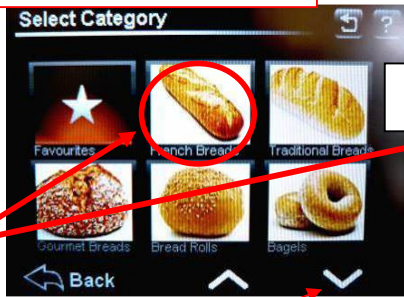 Select Category
?
Favourites French Breads Traditional Breads
Gourmet Breads Bread Rolls Bagels
Back